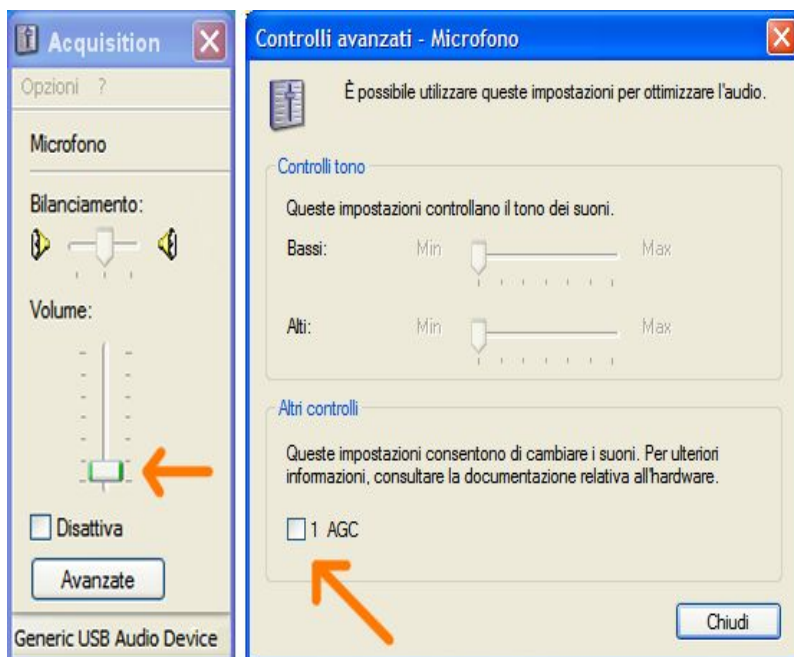 Acquisition
Opzioni ?
Microfono
Bilanciamento:
Volume:
Disattiva
Avanzate
Generic USB Audio Device
Controlli avanzati - Microfono
È possibile utilizzare queste impostazioni per ottimizzare l'audio.
Controlli tono
Queste impostazioni controllano il tono dei suoni.
Bassi: Min Max
Alti: Min Max
Altri controlli
Queste impostazioni consentono di cambiare i suoni. Per ulteriori
informazioni, consultare la documentazione relativa all'hardware.
1 AGC
Chiudi